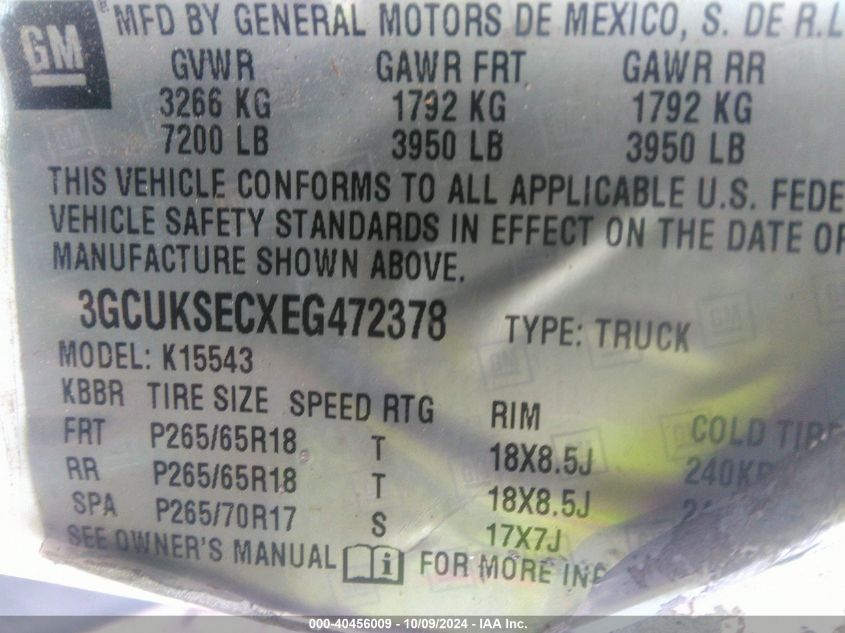 GM
® MFD BY GENERAL MOTORS DE MEXICO, S. DE R.L
GVWR GAWR FRT GAWR RR
3266 KG 1792 KG 1792 KG
7200 LB 3950 LB 3950 LB
THIS VEHICLE CONFORMS TO ALL APPLICABLE U.S. FEDE
VEHICLE SAFETY STANDARDS IN EFFECT ON THE DATE OF
MANUFACTURE SHOWN ABOVE.
3GCUKSECXEG472378 TYPE: TRUCK
MODEL: K15543
KBBR TIRE SIZE SPEED RTG RIM COLD TIRE
FRT P265/65R18 T 18X8.5J 240KP
RR P265/65R18 T 18X8.5J
SPA P265/70R17 S 17X7J
SEE OWNER'S MANUAL i FOR MORE INF
000-40456009 - 10/09/2024 - IAA Inc.